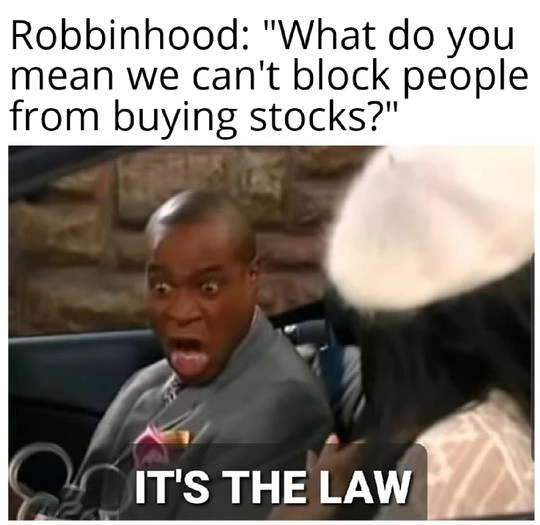 Robbinhood: "What do you
mean we can't block people
from buying stocks?"
IT'S THE LAW